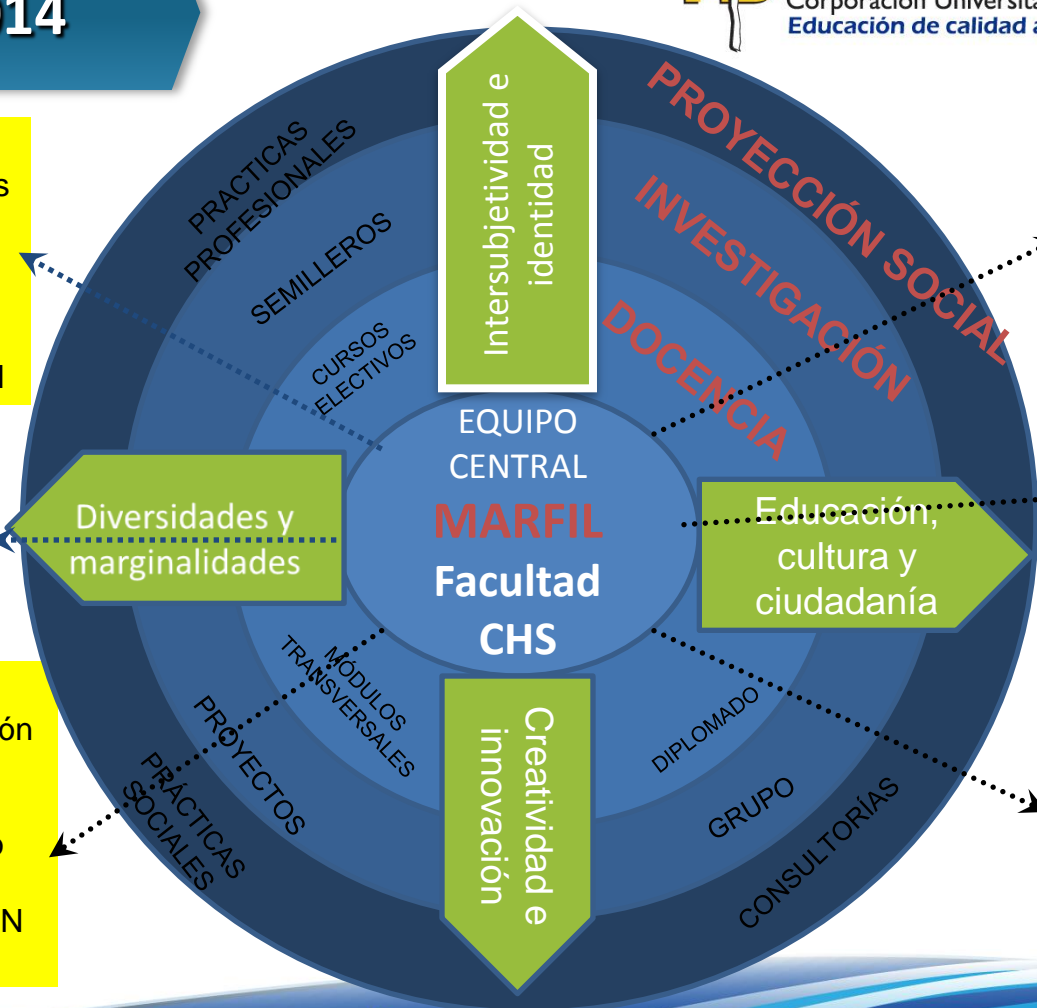 014
Corporación Universita
Educación de calidad a
PROYECCIÓN SOCIAL
INVESTIGACIÓN
DOCENCIA
PRACTICAS
PROFESIONALES
SEMILLEROS
CURSOS
ELECTIVOS
Intersubjetividad e
identidad
EQUIPO
CENTRAL
MARFIL
Facultad
CHS
Diversidades y
marginalidades
Educación,
cultura y
ciudadanía
MÓDULOS
TRANSVERSALES
PROYECTOS
PRÁCTICAS
SOCIALES
Creatividad e
innovación
DIPLOMADO
GRUPO
CONSULTORÍAS
s
ón
N